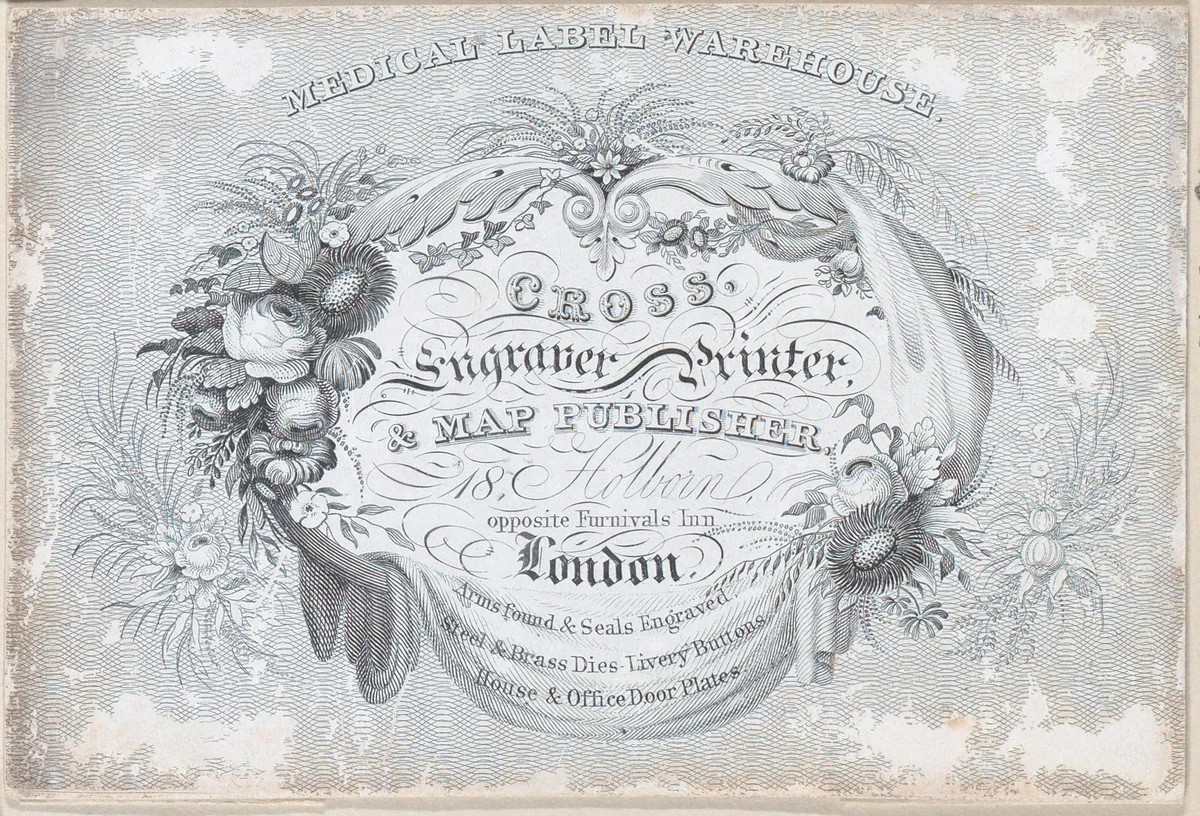 MEDICAL LABEL WAREHOUSE.
CROSS,
Engraver Printer,
& MAP PUBLISHER,
18, Holborn,
opposite Furnivals Inn
London.
Arms found & Seals Engraved
Steel & Brass Dies-Livery Buttons
House & Office Door Plates